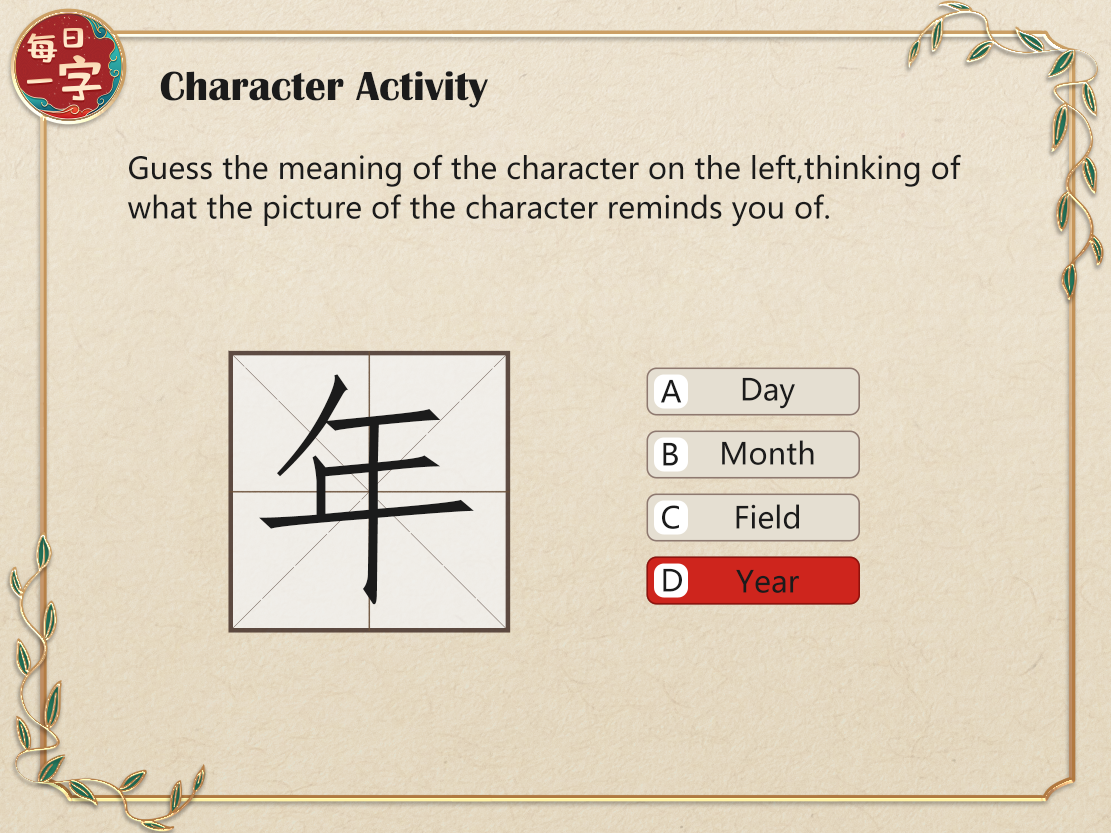 每日
一字
Character Activity
Guess the meaning of the character on the left,thinking of
what the picture of the character reminds you of.
年
A Day
B Month
C Field
D Year